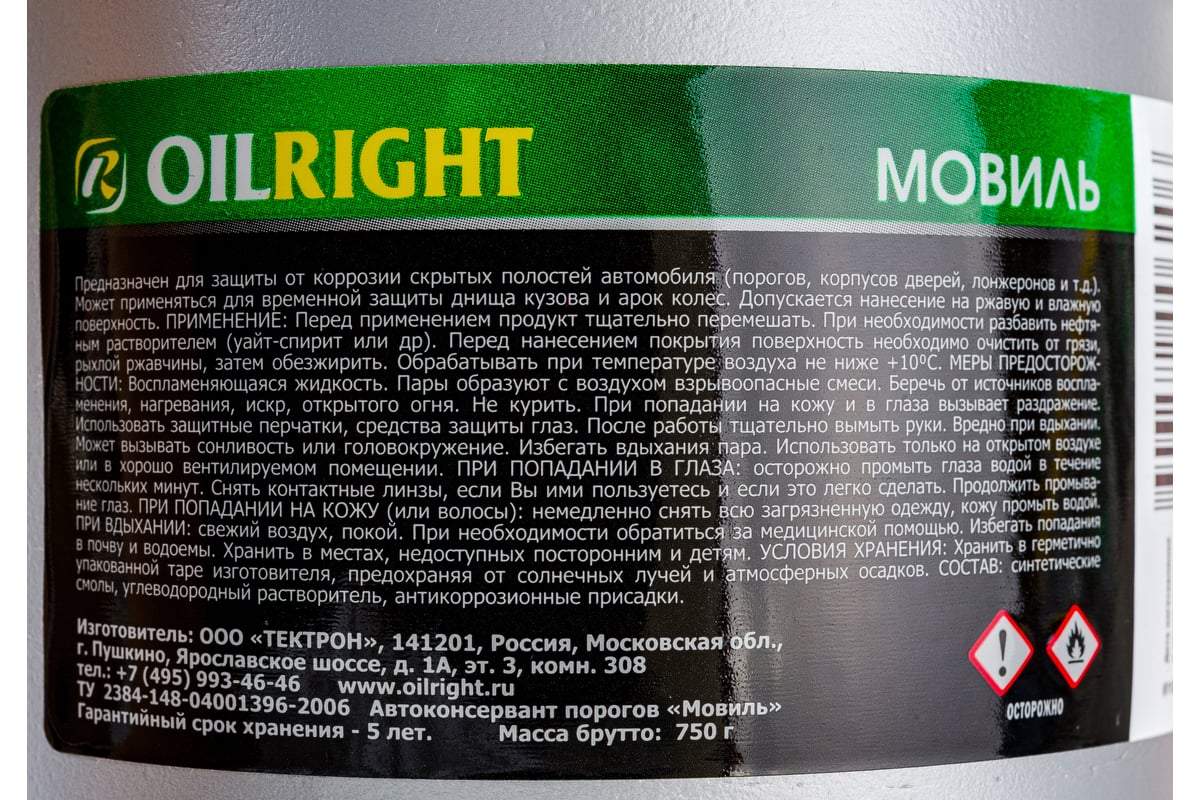 OILRIGHT
МОВИЛЬ
Предназначен для защиты от коррозии скрытых полостей автомобиля (порогов, корпусов дверей, лонжеронов и т.д.).
Может применяться для временной защиты днища кузова и арок колес. Допускается нанесение на ржавую и влажную
поверхность. ПРИМЕНЕНИЕ: Перед применением продукт тщательно перемешать. При необходимости разбавить нефтя-
ным растворителем (уайт-спирит или др). Перед нанесением покрытия поверхность необходимо очистить от грязи,
рыхлой ржавчины, затем обезжирить. Обрабатывать при температуре воздуха не ниже +10ºС. МЕРЫ ПРЕДОСТОРОЖ-
НОСТИ: Воспламеняющаяся жидкость. Пары образуют с воздухом взрывоопасные смеси. Беречь от источников воспла-
менения, нагревания, искр, открытого огня. Не курить. При попадании на кожу и в глаза вызывает раздражение.
Использовать защитные перчатки, средства защиты глаз. После работы тщательно вымыть руки. Вредно при вдыхании.
Может вызывать сонливость или головокружение. Избегать вдыхания пара. Использовать только на открытом воздухе
или в хорошо вентилируемом помещении. ПРИ ПОПАДАНИИ В ГЛАЗА: осторожно промыть глаза водой в течение
нескольких минут. Снять контактные линзы, если Вы ими пользуетесь и если это легко сделать. Продолжить промыва-
ние глаз. ПРИ ПОПАДАНИИ НА КОЖУ (или волосы): немедленно снять всю загрязненную одежду, кожу промыть водой.
ПРИ ВДЫХАНИИ: свежий воздух, покой. При необходимости обратиться за медицинской помощью. Избегать попадания
в почву и водоемы. Хранить в местах, недоступных посторонним и детям. УСЛОВИЯ ХРАНЕНИЯ: Хранить в герметично
упакованной таре изготовителя, предохраняя от солнечных лучей и атмосферных осадков. СОСТАВ: синтетические
смолы, углеводородный растворитель, антикоррозионные присадки.
Изготовитель: ООО «ТЕКТРОН», 141201, Россия, Московская обл.,
г. Пушкино, Ярославское шоссе, д. 1А, эт. 3, комн. 308
тел.: +7 (495) 993-46-46 www.oilright.ru
ТУ 2384-148-04001396-2006 Автоконсервант порогов «Мовиль»
Гарантийный срок хранения - 5 лет. Масса брутто: 750 г
ОСТОРОЖНО